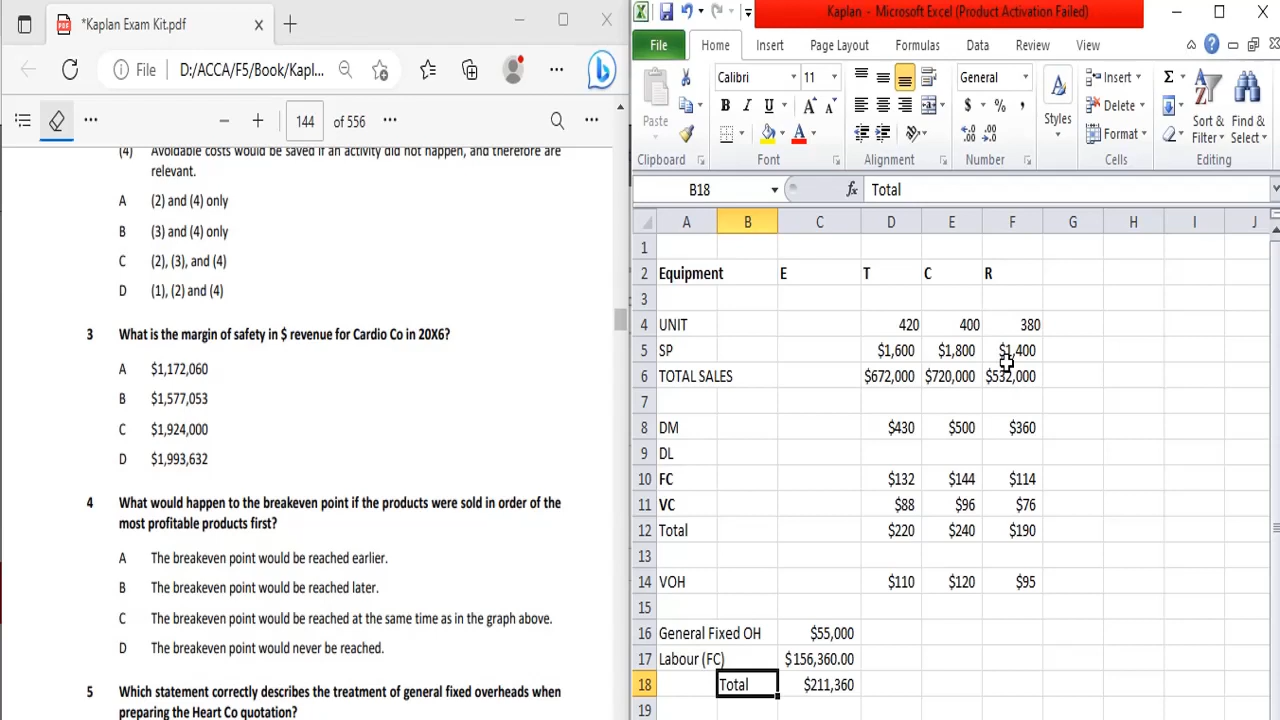 *Kaplan Exam Kit.pdf
File
D:/ACCA/F5/Book/Kapl...
144 of 556
(4) Avoidable costs would be saved if an activity did not happen, and therefore are
relevant.
A (2) and (4) only
B (3) and (4) only
C (2), (3), and (4)
D (1), (2) and (4)
3 What is the margin of safety in $ revenue for Cardio Co in 20X6?
A $1,172,060
B $1,577,053
C $1,924,000
D $1,993,632
4 What would happen to the breakeven point if the products were sold in order of the
most profitable products first?
A The breakeven point would be reached earlier.
B The breakeven point would be reached later.
C The breakeven point would be reached at the same time as in the graph above.
D The breakeven point would never be reached.
5 Which statement correctly describes the treatment of general fixed overheads when
preparing the Heart Co quotation?
Kaplan - Microsoft Excel (Product Activation Failed)
File Home Insert Page Layout Formulas Data Review View
Paste
Calibri 11
B I U A A
General
$ % ,
Styles
Insert
Delete
Format
Σ
Sort & Filter
Find & Select
Clipboard Font Alignment Number Cells Editing
B18 fx Total
A B C D E F G H I J
1
2 Equipment E T C R
3
4 UNIT 420 400 380
5 SP $1,600 $1,800 $1,400
6 TOTAL SALES $672,000 $720,000 $532,000
7
8 DM $430 $500 $360
9 DL
10 FC $132 $144 $114
11 VC $88 $96 $76
12 Total $220 $240 $190
13
14 VOH $110 $120 $95
15
16 General Fixed OH $55,000
17 Labour (FC) $156,360.00
18 Total $211,360
19